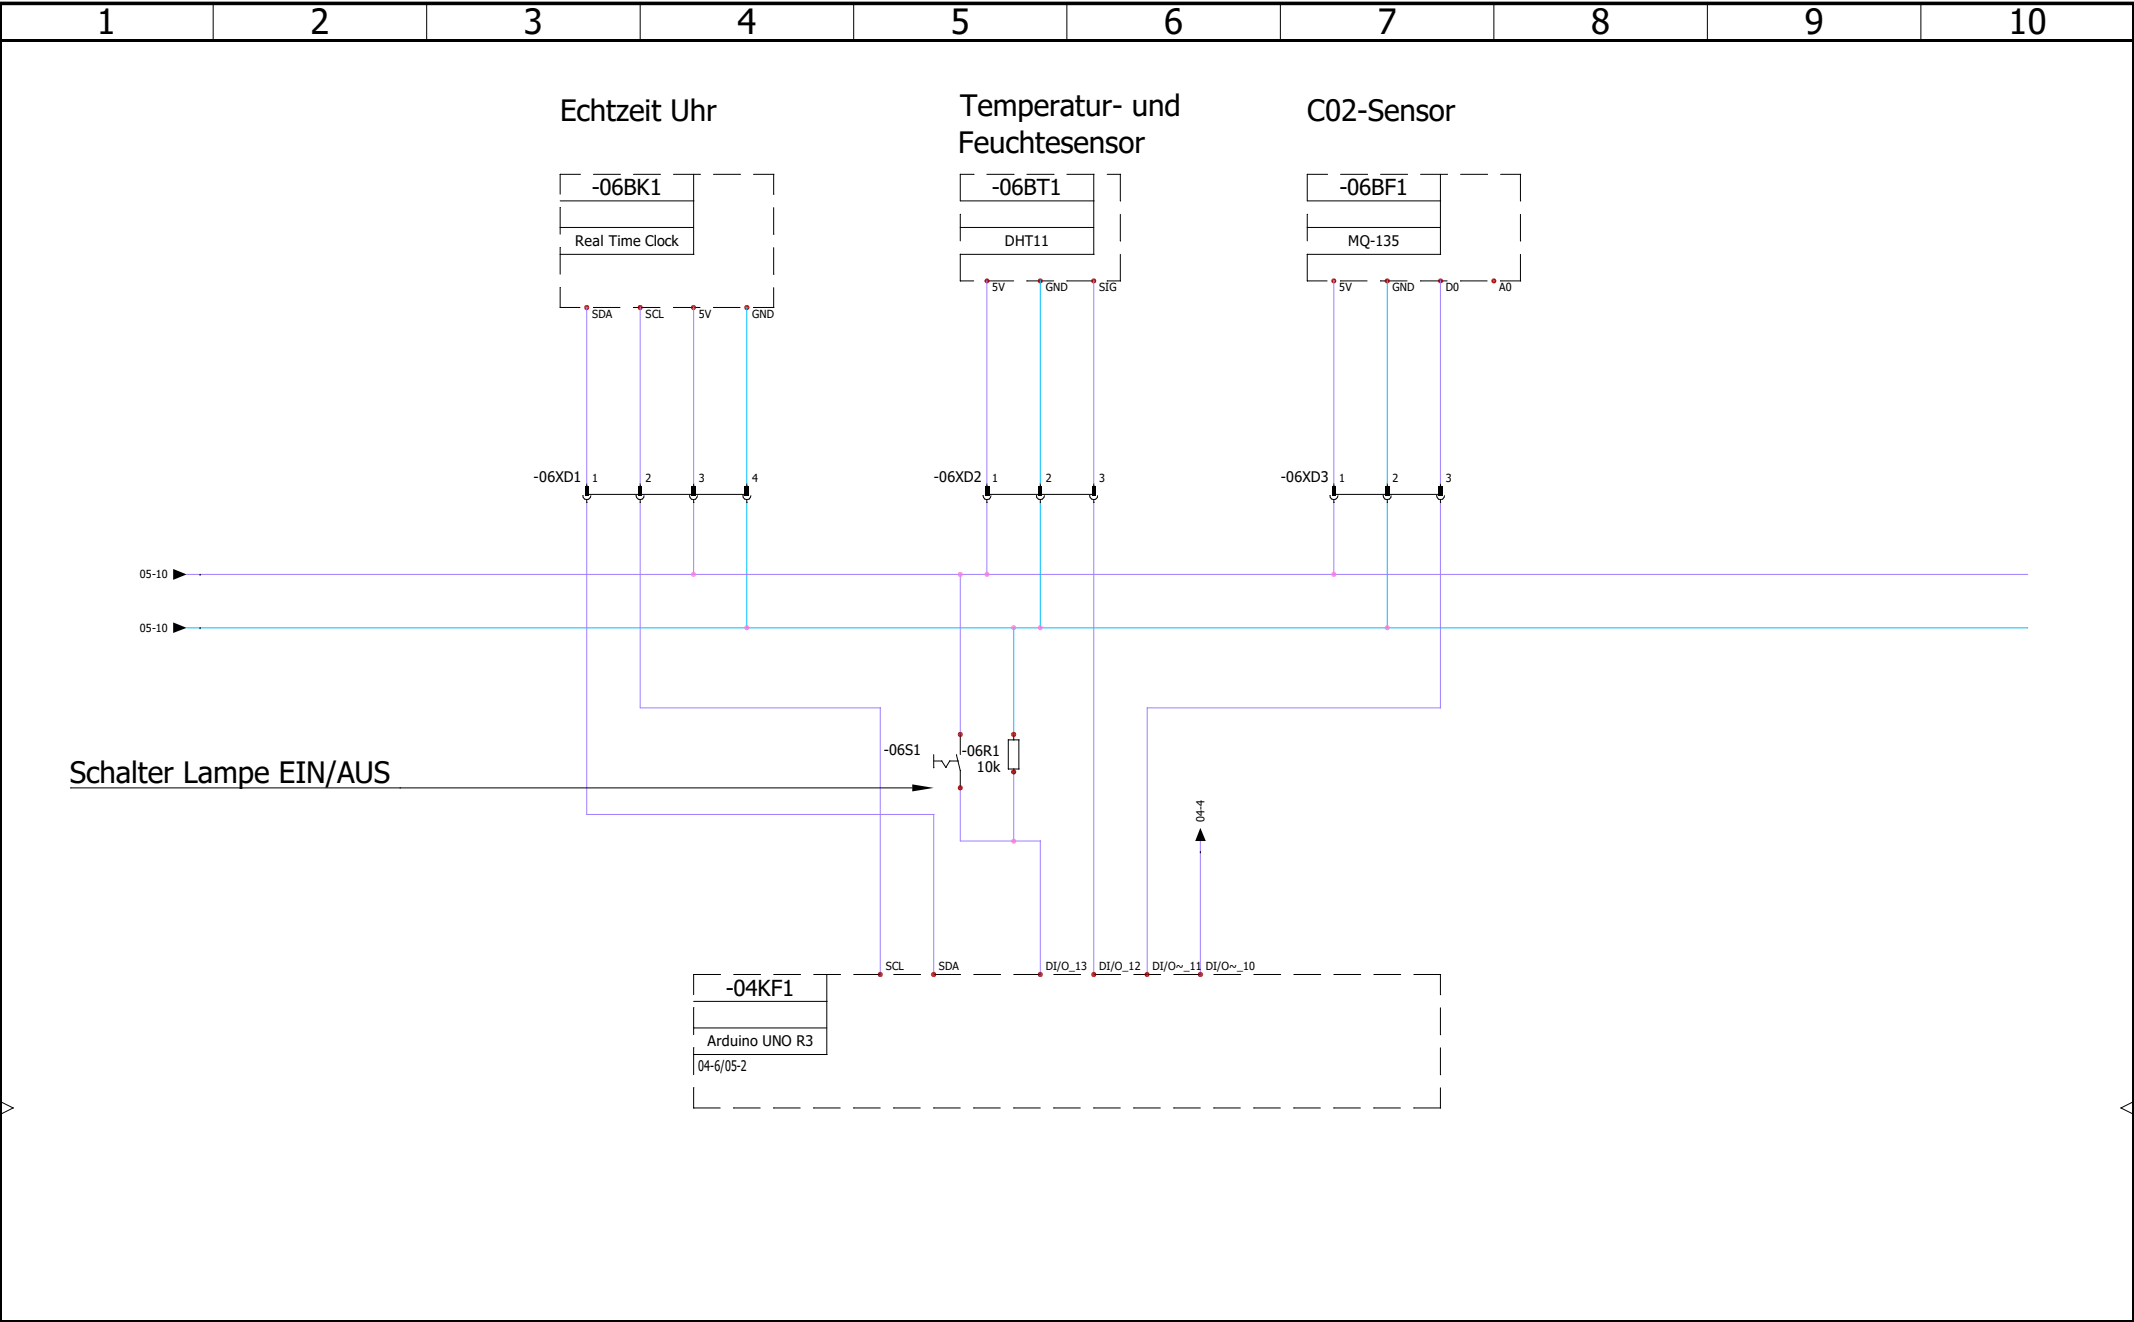 1 2 3 4 5 6 7 8 9 10
Echtzeit Uhr
Temperatur- und
Feuchtesensor
C02-Sensor
-06BK1
Real Time Clock
SDA SCL 5V GND
-06BT1
DHT11
5V GND SIG
-06BF1
MQ-135
5V GND D0 A0
-06XD1 1 2 3 4
-06XD2 1 2 3
-06XD3 1 2 3
05-10
05-10
-06S1
-06R1
10k
Schalter Lampe EIN/AUS
04-4
SCL SDA DI/O_13 DI/O_12 DI/O~_11 DI/O~_10
-04KF1
Arduino UNO R3
04-6/05-2